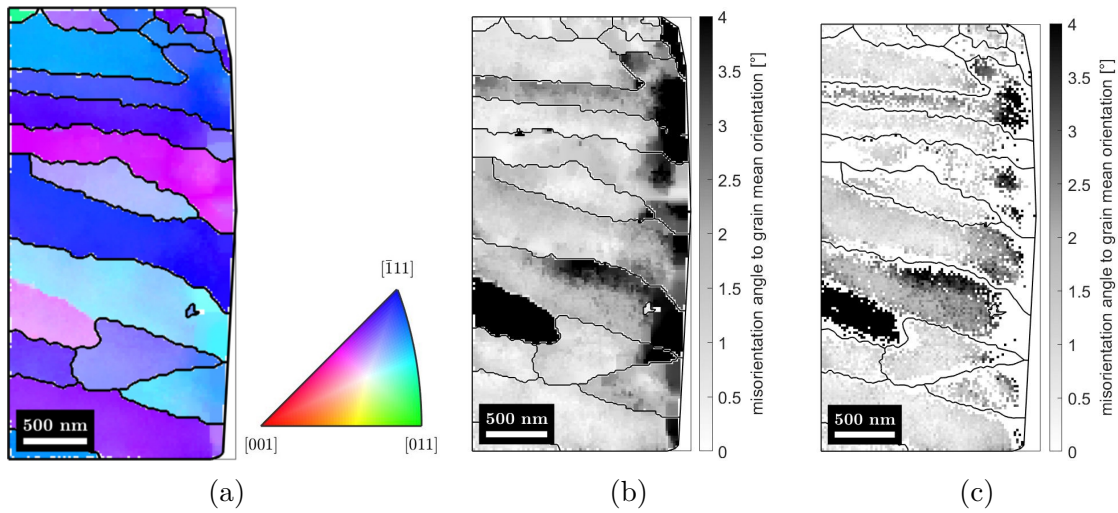 [1̄11]
[001]
[011]
500 nm
(a)
4
3.5
3
2.5
2
1.5
1
0.5
0
misorientation angle to grain mean orientation [°]
500 nm
(b)
4
3.5
3
2.5
2
1.5
1
0.5
0
misorientation angle to grain mean orientation [°]
500 nm
(c)